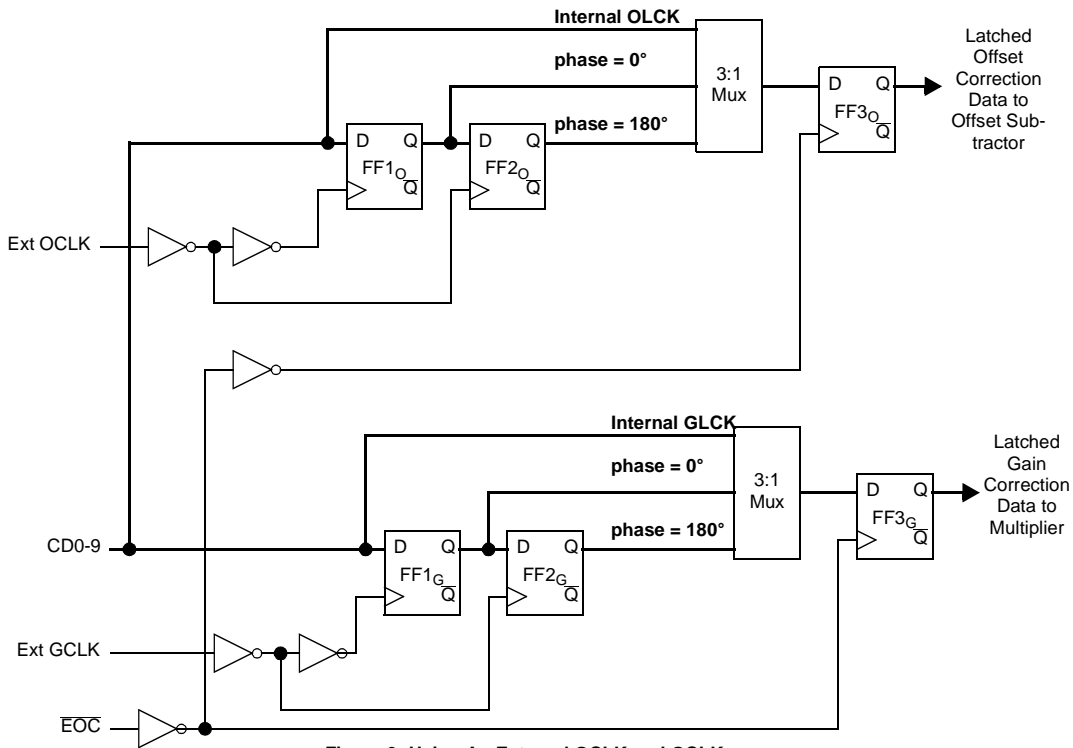 Internal OLCK
phase = 0°
phase = 180°
3:1
Mux
D Q
FF1O Q̅
D Q
FF2O Q̅
D Q
FF3O Q̅
Latched
Offset
Correction
Data to
Offset Sub-
tractor
Ext OCLK
Internal GLCK
phase = 0°
phase = 180°
3:1
Mux
D Q
FF1G Q̅
D Q
FF2G Q̅
D Q
FF3G Q̅
Latched
Gain
Correction
Data to
Multiplier
CD0-9
Ext GCLK
E̅O̅C̅